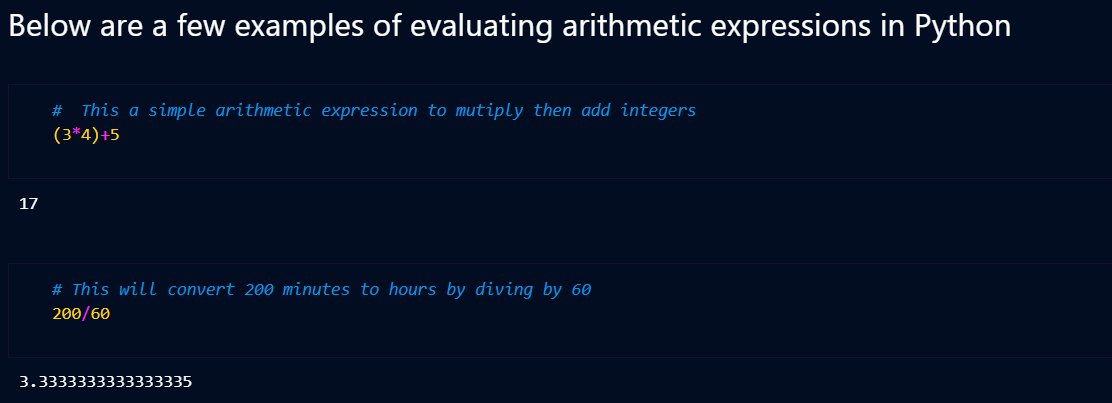 Below are a few examples of evaluating arithmetic expressions in Python
#  This a simple arithmetic expression to mutiply then add integers
(3*4)+5
17
# This will convert 200 minutes to hours by diving by 60
200/60
3.3333333333333335